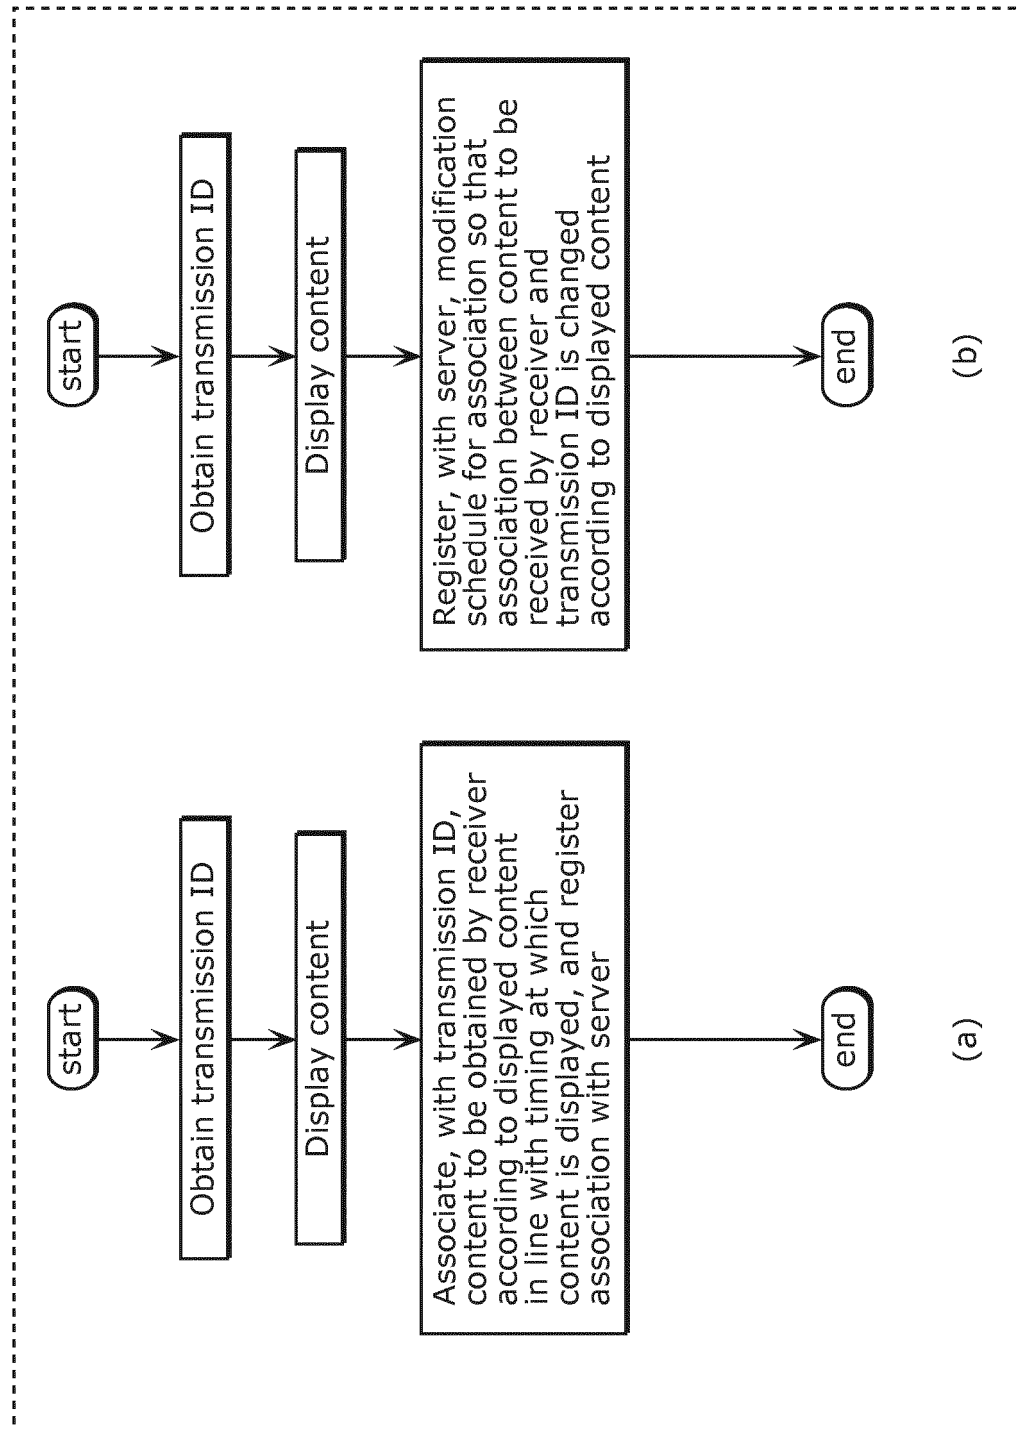 start
Obtain transmission ID
Display content
Associate, with transmission ID,
content to be obtained by receiver
according to displayed content
in line with timing at which
content is displayed, and register
association with server
end
(a)
start
Obtain transmission ID
Display content
Register, with server, modification
schedule for association so that
association between content to be
received by receiver and
transmission ID is changed
according to displayed content
end
(b)